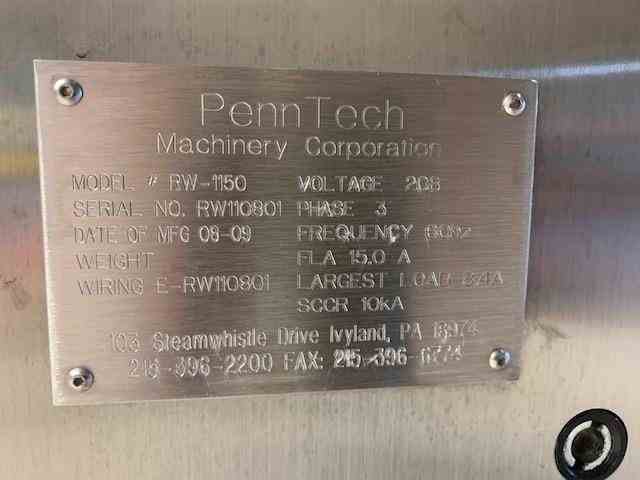 PennTech
Machinery Corporation
MODEL # RW-1150 VOLTAGE 208
SERIAL NO. RW110801 PHASE 3
DATE OF MFG 08-09 FREQUENCY 60HZ
WEIGHT FLA 15.0 A
WIRING E-RW110801 LARGEST LOAD
SCCR 10KA
103 Steamwhistle Drive Ivyland, PA 18974
215-396-2200 FAX: